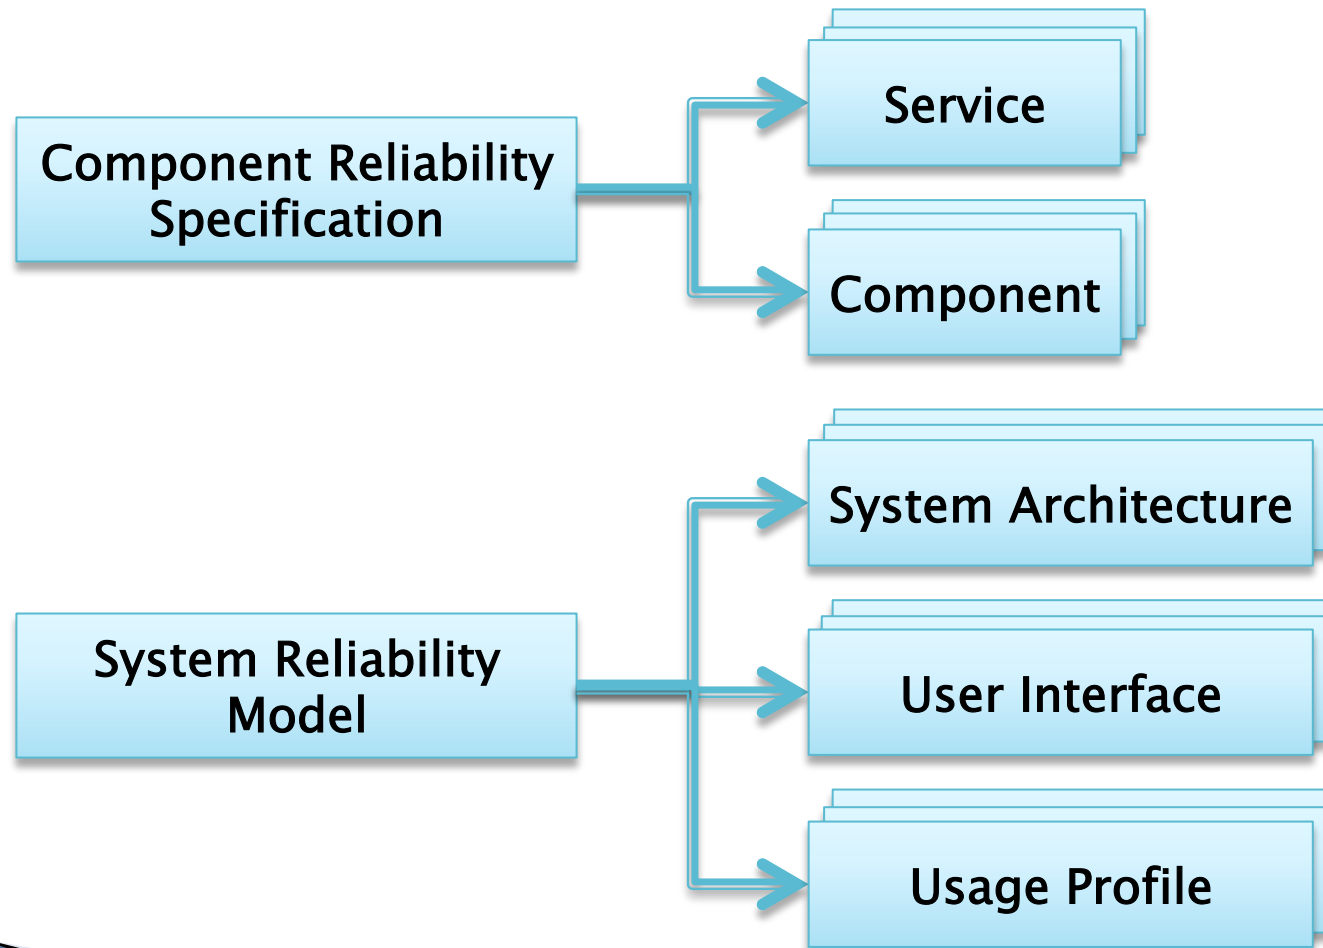 Service
Component Reliability
Specification
Component
System Architecture
System Reliability
Model
User Interface
Usage Profile